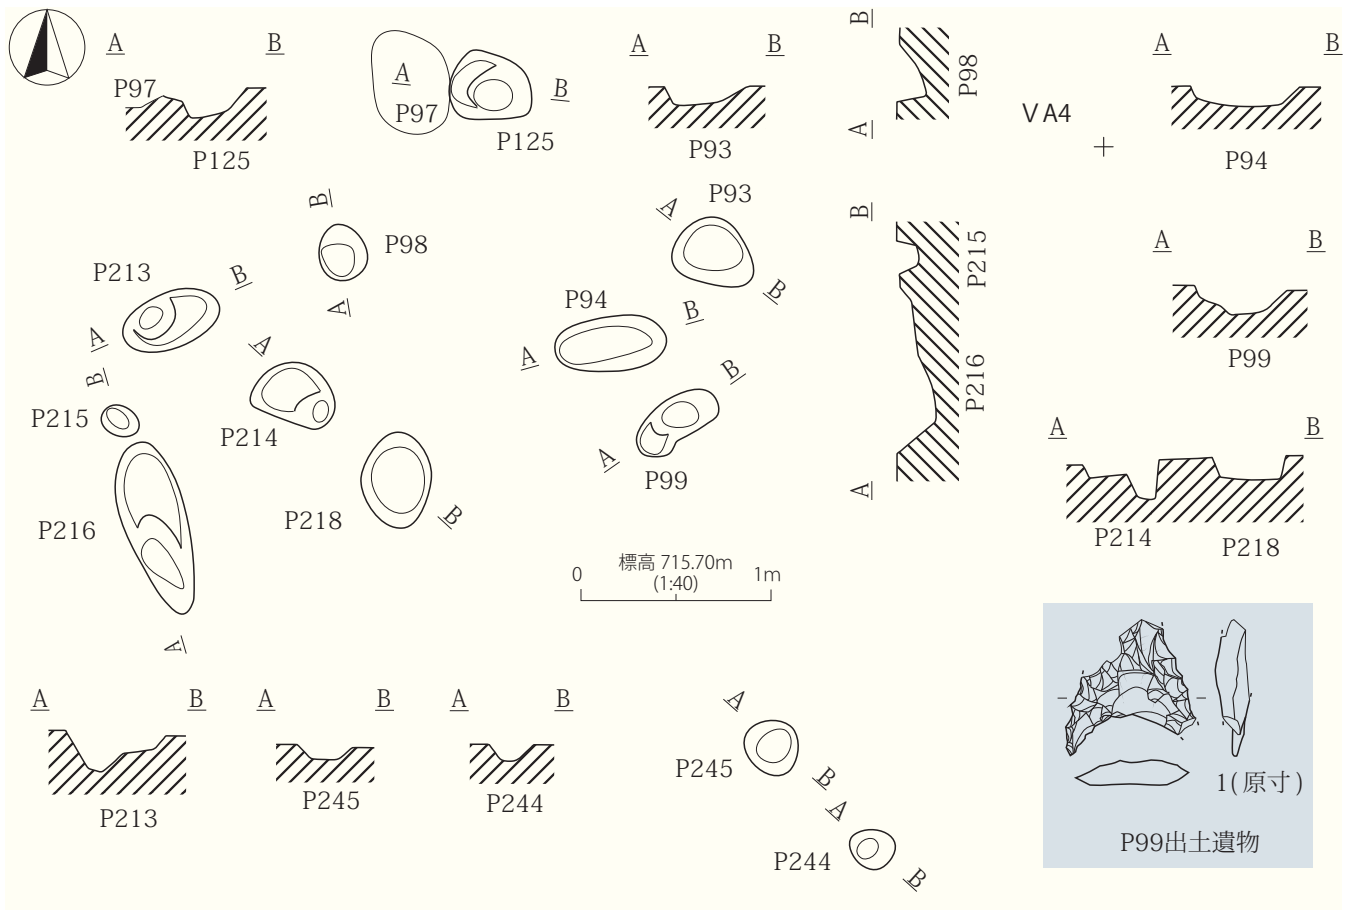 A B
P97
P125
A
P97
B
P125
A B
P93
B
P98
A
V A4
A B
P94
B
P98
A
A
P93
B
P213
B
A
P94
B
A
B
P215
P216
A
A B
P99
B
P215
A
P214
B
A
P99
A B
P214
P218
P216
P218
B
A
標高 715.70m
0 (1:40) 1m
A B
P213
A B
P245
A B
P244
A
P245
B
A
P244
B
1(原寸)
P99出土遺物